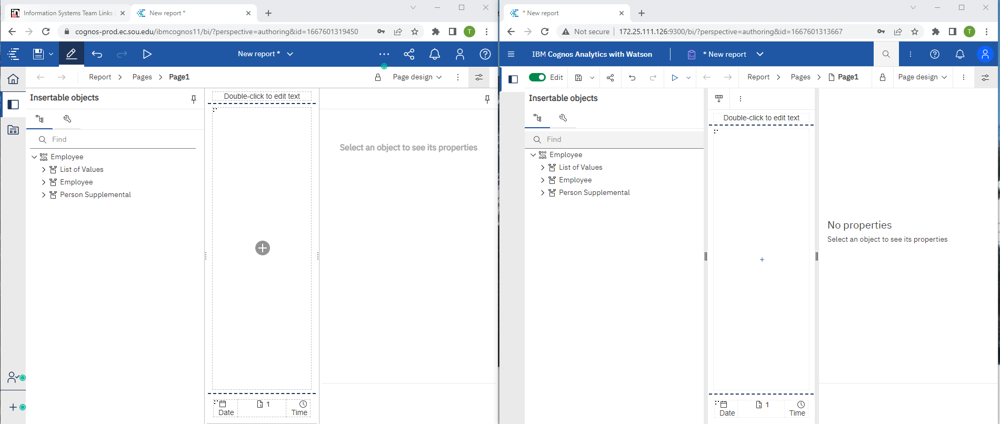 Information Systems Team Links
New report *
cognos-prod.ec.sou.edu/ibmcognos11/bi/?perspective=authoring&id=1667601319450
T
New report *
Report
Pages
Page1
Page design
Insertable objects
Find
Employee
List of Values
Employee
Person Supplemental
Double-click to edit text
Date
1
Time
Select an object to see its properties
* New report
Not secure
172.25.111.126:9300/bi/?perspective=authoring&id=1667601313667
T
IBM Cognos Analytics with Watson
* New report
Edit
Report
Pages
Page1
Page design
Insertable objects
Find
Employee
List of Values
Employee
Person Supplemental
Double-click to edit text
Date
1
Time
No properties
Select an object to see its properties